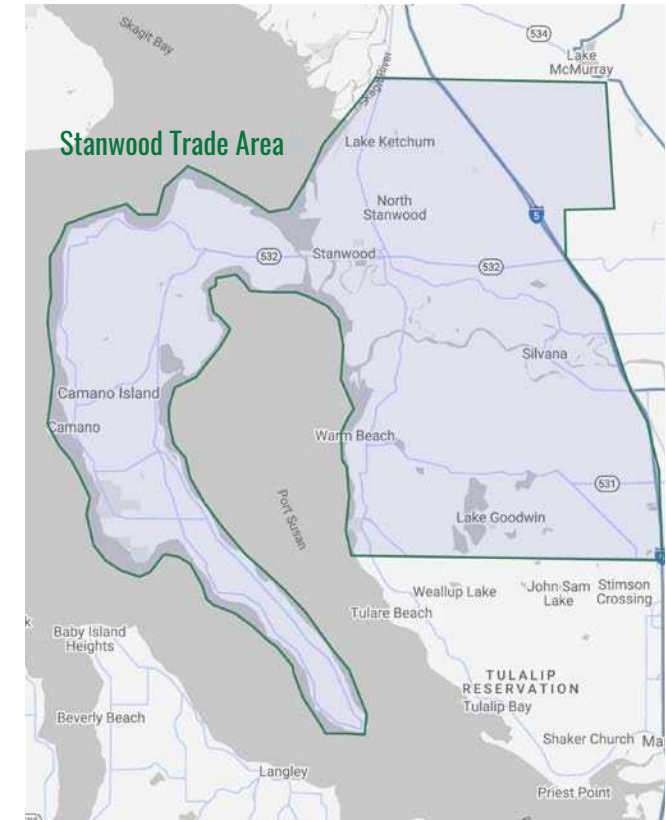 Skagit Bay
534
Lake
McMurray
Skagit River
Stanwood Trade Area
Lake Ketchum
North
Stanwood
5
532
Stanwood
532
Silvana
Camano Island
Camano
Warm Beach
531
Port Susan
Lake Goodwin
Weallup Lake
John Sam
Lake
Stimson
Crossing
Tulare Beach
Baby Island
Heights
TULALIP
RESERVATION
Tulalip Bay
Beverly Beach
Shaker Church
Langley
Priest Point